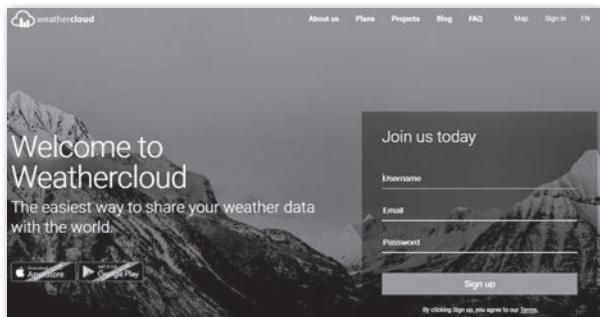 weathercloud
About us Plans Projects Blog FAQ Map Sign in EN
Welcome to
Weathercloud
The easiest way to share your weather data
with the world.
App Store
Google Play
Join us today
Username
Email
Password
Sign up
By clicking Sign up, you agree to our Terms.